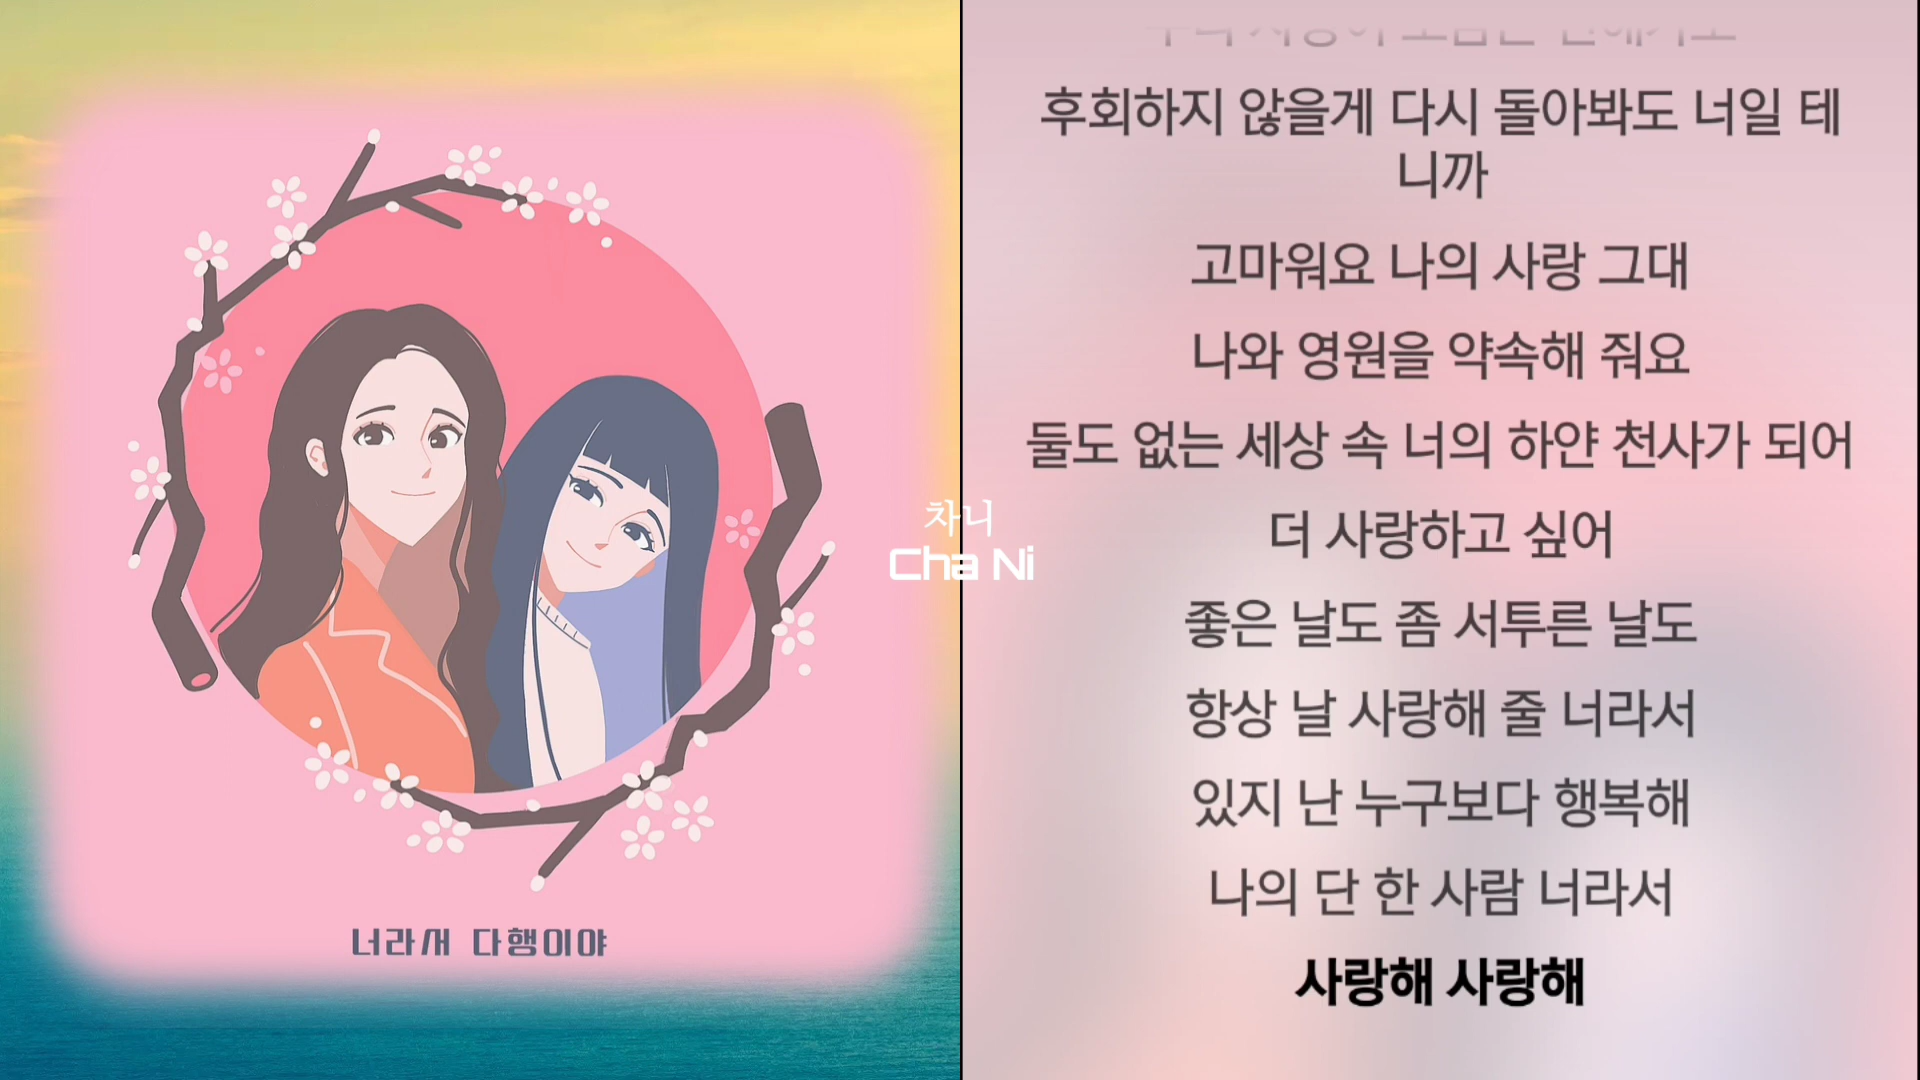 너라서 다행이야
차니
Cha Ni
후회하지 않을게 다시 돌아봐도 너일 테
니까
고마워요 나의 사랑 그대
나와 영원을 약속해 줘요
둘도 없는 세상 속 너의 하얀 천사가 되어
더 사랑하고 싶어
좋은 날도 좀 서투른 날도
항상 날 사랑해 줄 너라서
있지 난 누구보다 행복해
나의 단 한 사람 너라서
사랑해 사랑해